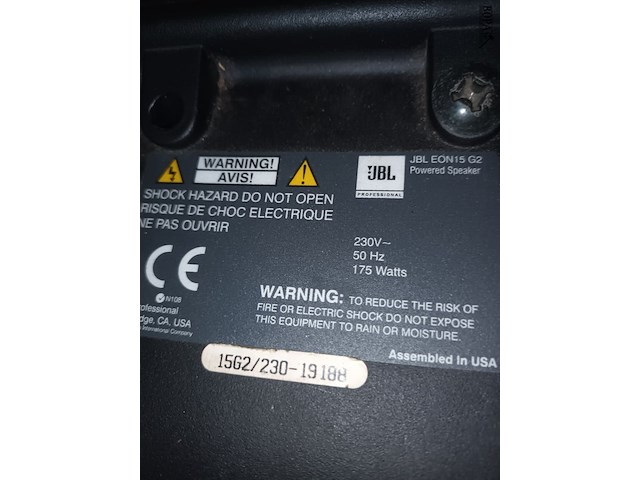 WARNING!
AVIS!
SHOCK HAZARD DO NOT OPEN
RISQUE DE CHOC ELECTRIQUE
NE PAS OUVRIR
JBL
PROFESSIONAL
JBL EON15 G2
Powered Speaker
230V~
50 Hz
175 Watts
CE
N108
WARNING: TO REDUCE THE RISK OF
FIRE OR ELECTRIC SHOCK DO NOT EXPOSE
THIS EQUIPMENT TO RAIN OR MOISTURE.
rofessional
dge, CA, USA
International Company
Assembled In USA
15G2/230-19188